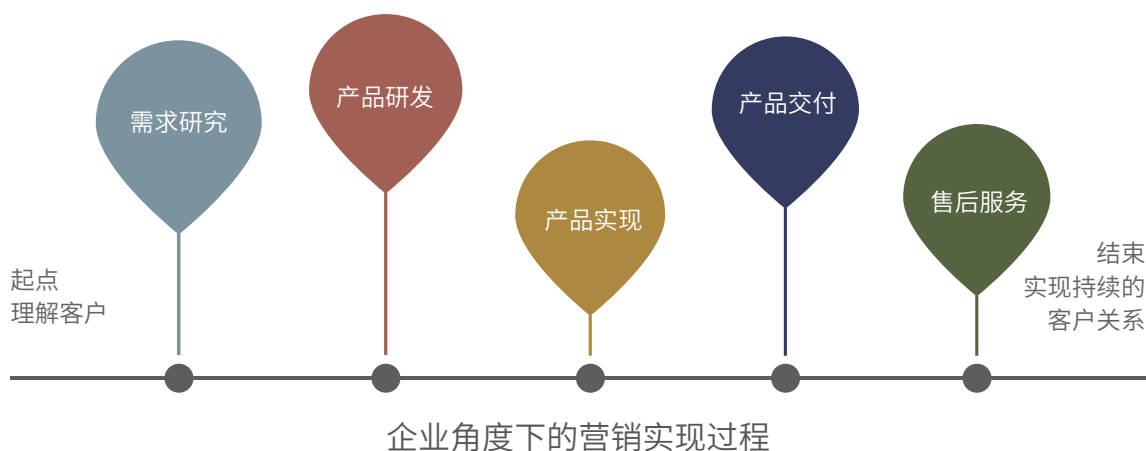 需求研究
产品研发
产品实现
产品交付
售后服务
起点
理解客户
结束
实现持续的
客户关系
企业角度下的营销实现过程